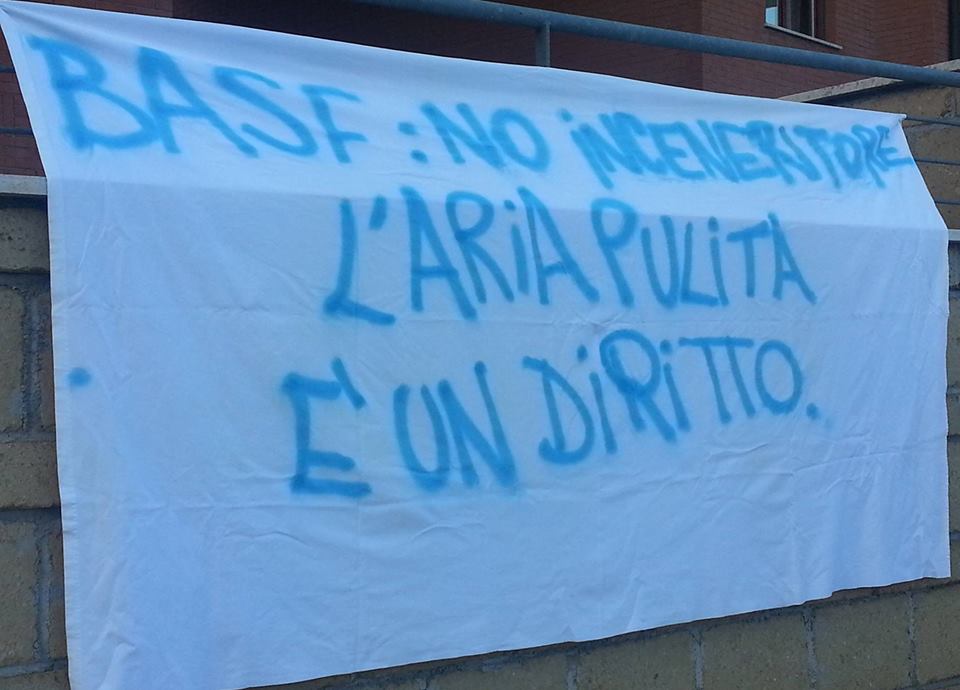 BASF : NO iNCENERiTORE
L'ARiA PULiTA
E' UN DiRiTTO.